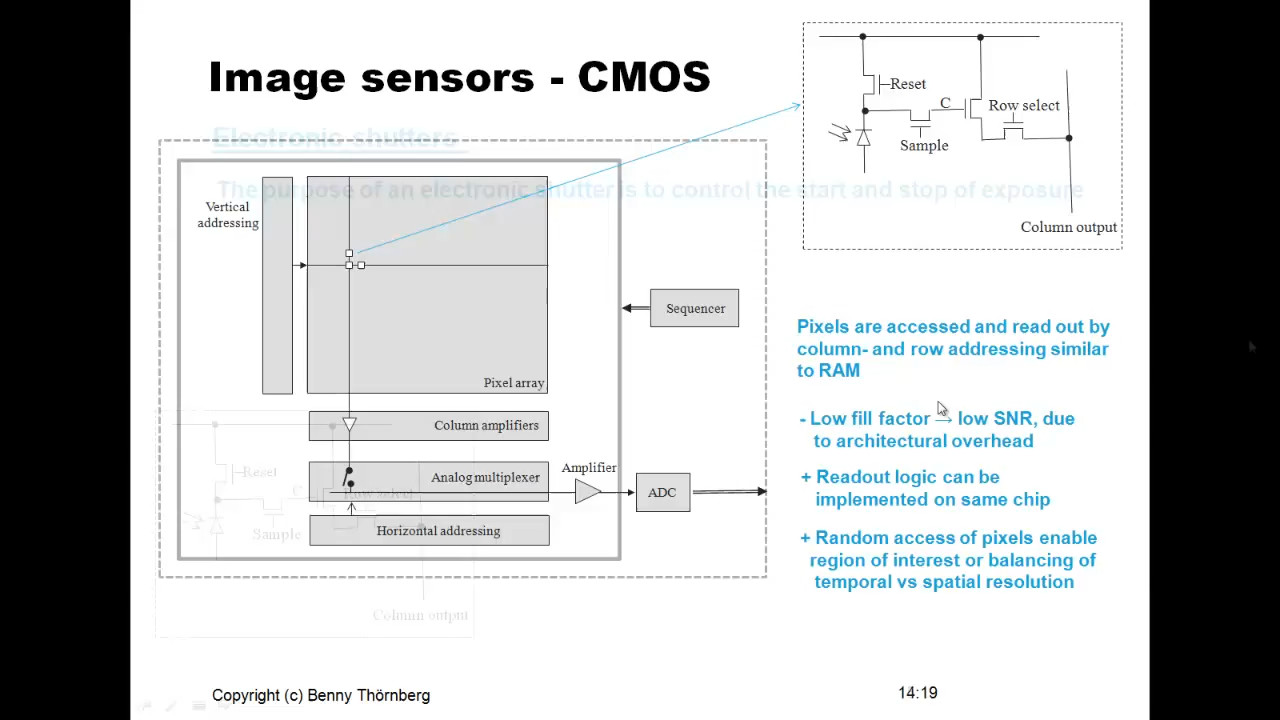 Image sensors - CMOS
Electronic shutters
The purpose of an electronic shutter is to control the start and stop of exposure
Reset
C
Row select
Sample
Column output
Vertical
addressing
Pixel array
Sequencer
Column amplifiers
Analog multiplexer
Amplifier
ADC
Horizontal addressing
Reset
C
Row select
Sample
Column output
Pixels are accessed and read out by
column- and row addressing similar
to RAM
- Low fill factor → low SNR, due
to architectural overhead
+ Readout logic can be
implemented on same chip
+ Random access of pixels enable
region of interest or balancing of
temporal vs spatial resolution
Copyright (c) Benny Thörnberg
14:19